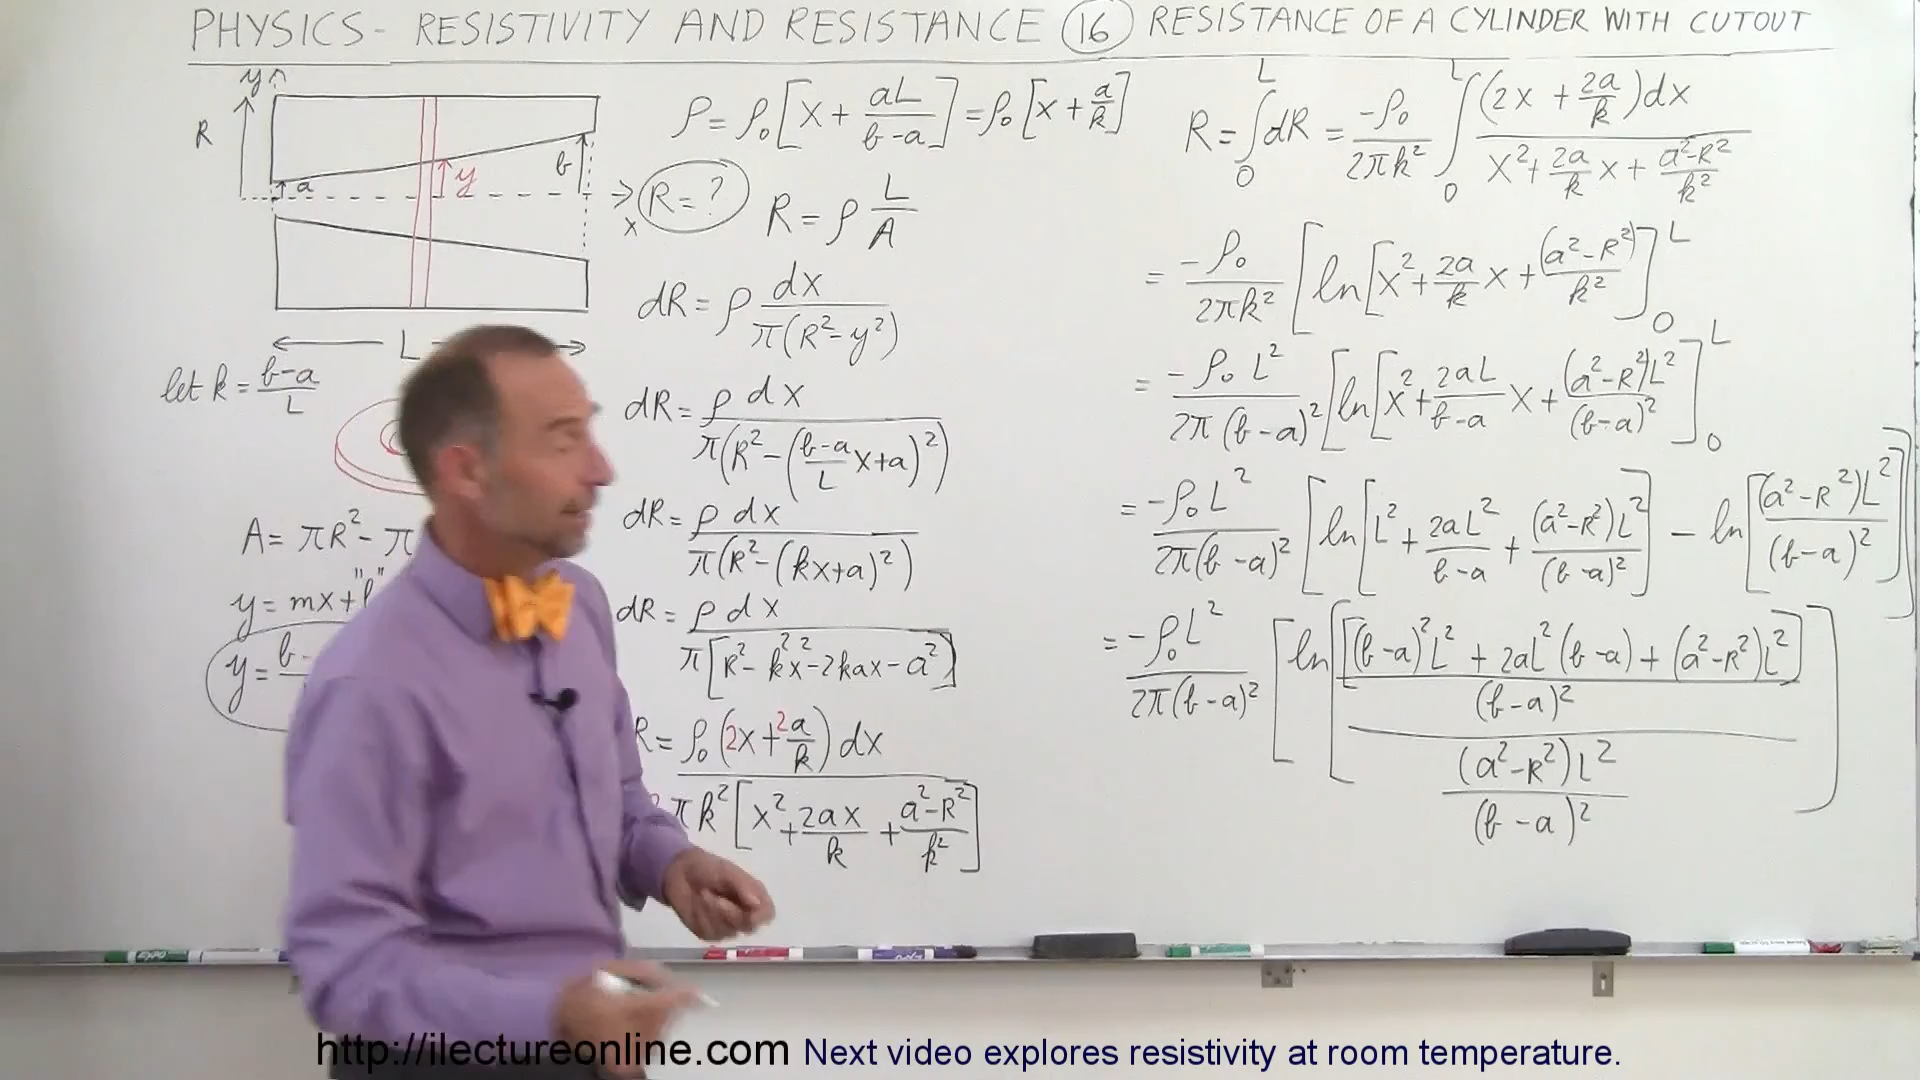 PHYSICS - RESISTIVITY AND RESISTANCE (16) RESISTANCE OF A CYLINDER WITH CUTOUT
y
R
a
y
b
x
L
let k = (b-a)/L
A = πR² - π
y = mx + "b"
y = b-
ρ = ρ₀[x + aL/(b-a)] = ρ₀[x + a/k]
R = ?
R = ρ L/A
dR = ρ dx/(π(R² - y²))
dR = ρ dx/(π(R² - ((b-a)/L x + a)²))
dR = ρ dx/(π(R² - (kx+a)²))
dR = ρ dx/(π[R² - k²x² - 2kax - a²])
R = ρ₀(2x + 2a/k) dx/(πk²[x² + 2ax/k + (a²-R²)/k²])
R = ∫₀ᴸ dR = -ρ₀/(2πk²) ∫₀ᴸ (2x + 2a/k)dx/(x² + 2a/k x + (a²-R²)/k²)
= -ρ₀/(2πk²) [ln[x² + 2a/k x + (a²-R²)/k²]₀ᴸ
= -ρ₀L²/(2π(b-a)²) [ln[x² + 2aL/(b-a) x + (a²-R²)L²/(b-a)²]₀ᴸ
= -ρ₀L²/(2π(b-a)²) [ln[L² + 2aL²/(b-a) + (a²-R²)L²/(b-a)²] - ln[(a²-R²)L²/(b-a)²]]
= -ρ₀L²/(2π(b-a)²) [ln[[(b-a)²L² + 2aL²(b-a) + (a²-R²)L²]/(b-a)² / (a²-R²)L²/(b-a)²]]
http://ilectureonline.com Next video explores resistivity at room temperature.